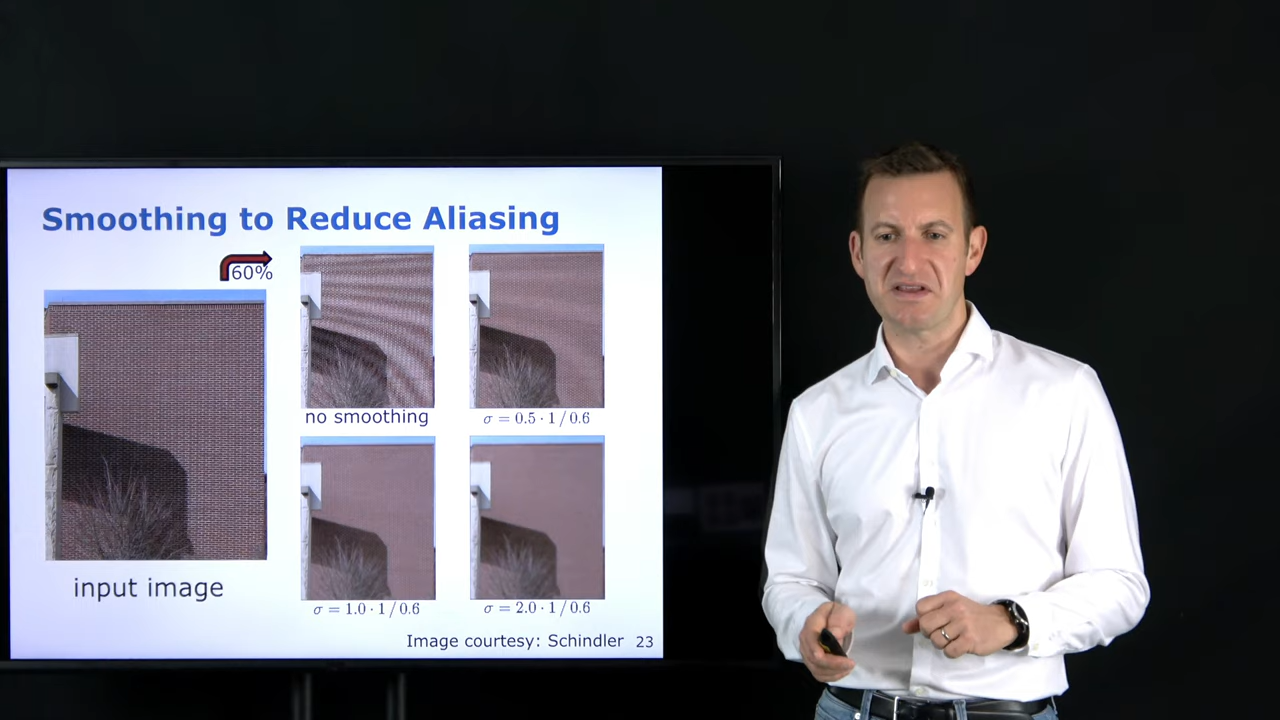 Smoothing to Reduce Aliasing
60%
input image
no smoothing
σ = 0.5 · 1 / 0.6
σ = 1.0 · 1 / 0.6
σ = 2.0 · 1 / 0.6
Image courtesy: Schindler 23